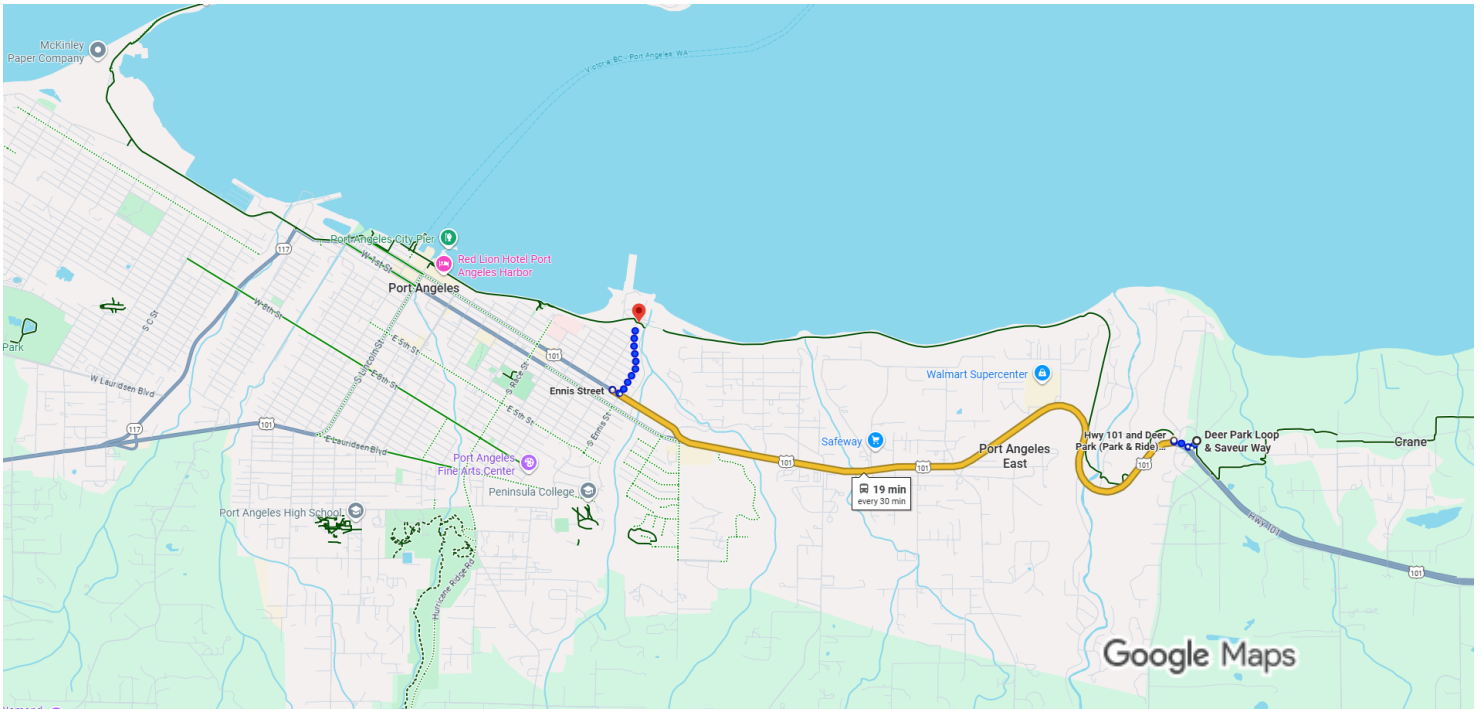 McKinley
Paper Company
Victoria BC - Port Angeles, WA
117
Port Angeles City Pier
W 1st St
Red Lion Hotel Port
Angeles Harbor
Port Angeles
W 8th St
S C St
Park
E 5th St
S Lincoln St
101
S Race St
W Lauridsen Blvd
E 8th St
Ennis Street
Walmart Supercenter
E 5th St
S Ennis St
117
101
E Lauridsen Blvd
Safeway
Port Angeles
East
Hwy 101 and Deer
Park (Park & Ride)...
Deer Park Loop
& Saveur Way
Crane
Port Angeles
Fine Arts Center
101
101
101
Peninsula College
19 min
every 30 min
Port Angeles High School
Hwy 101
Hurricane Ridge Rd
101
Google Maps